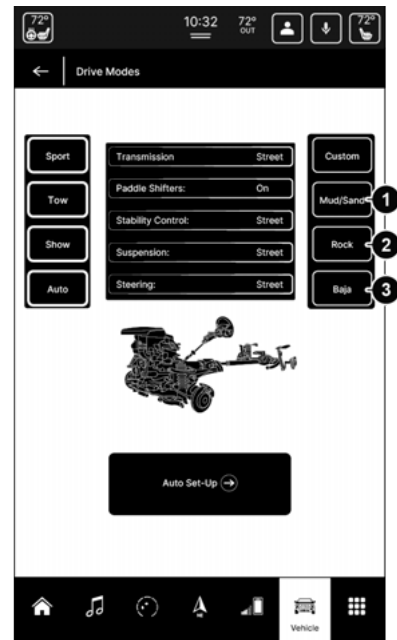 72°
10:32
72°
OUT
72°
Drive Modes
Sport
Tow
Show
Auto
Transmission Street
Paddle Shifters: On
Stability Control: Street
Suspension: Street
Steering: Street
Custom
Mud/Sand 1
Rock 2
Baja 3
Auto Set-Up
NE
Vehicle